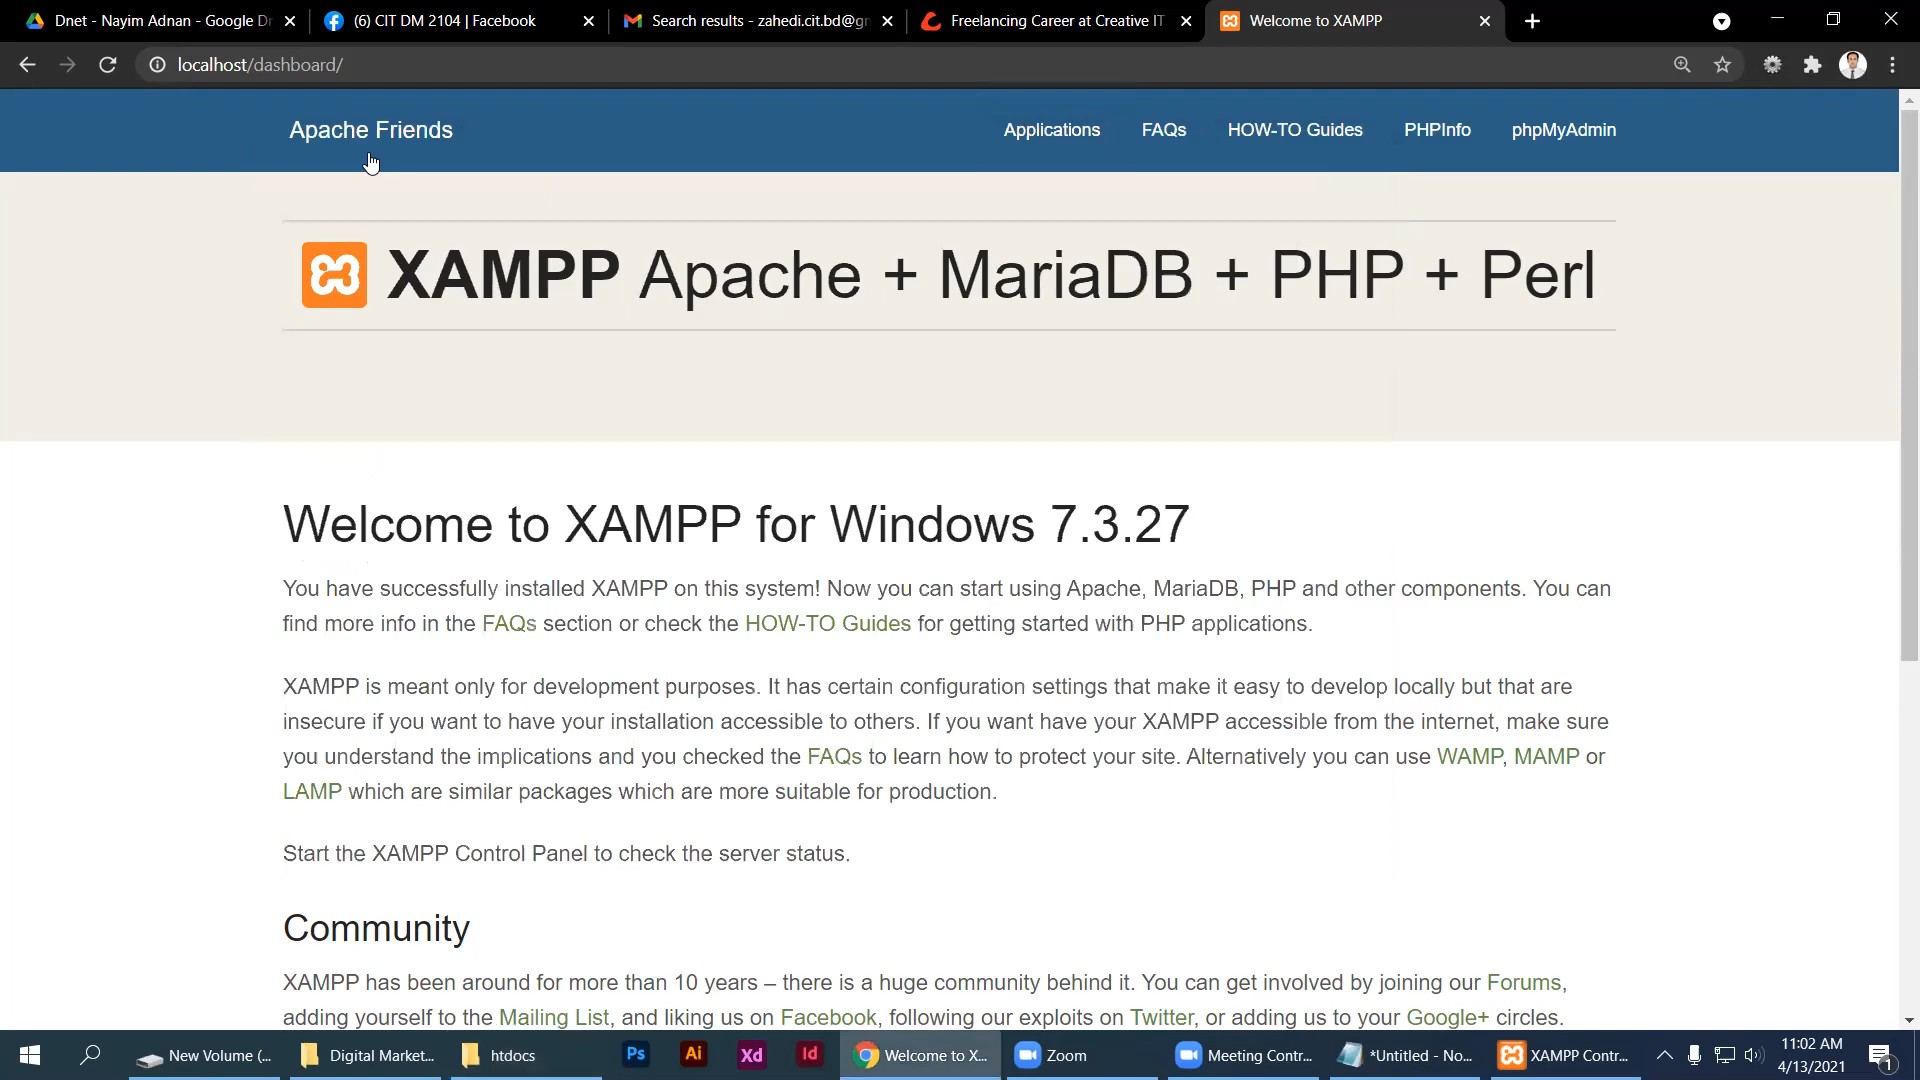 Dnet - Nayim Adnan - Google Dr
(6) CIT DM 2104 | Facebook
Search results - zahedi.cit.bd@gm
Freelancing Career at Creative IT
Welcome to XAMPP
localhost/dashboard/
Apache Friends
Applications
FAQs
HOW-TO Guides
PHPInfo
phpMyAdmin
XAMPP Apache + MariaDB + PHP + Perl
Welcome to XAMPP for Windows 7.3.27
You have successfully installed XAMPP on this system! Now you can start using Apache, MariaDB, PHP and other components. You can
find more info in the FAQs section or check the HOW-TO Guides for getting started with PHP applications.
XAMPP is meant only for development purposes. It has certain configuration settings that make it easy to develop locally but that are
insecure if you want to have your installation accessible to others. If you want have your XAMPP accessible from the internet, make sure
you understand the implications and you checked the FAQs to learn how to protect your site. Alternatively you can use WAMP, MAMP or
LAMP which are similar packages which are more suitable for production.
Start the XAMPP Control Panel to check the server status.
Community
XAMPP has been around for more than 10 years – there is a huge community behind it. You can get involved by joining our Forums,
adding yourself to the Mailing List, and liking us on Facebook, following our exploits on Twitter, or adding us to your Google+ circles.
New Volume (...
Digital Market...
htdocs
Ps
Ai
Xd
Id
Welcome to X...
Zoom
Meeting Contr...
*Untitled - No...
XAMPP Contr...
11:02 AM
4/13/2021
1